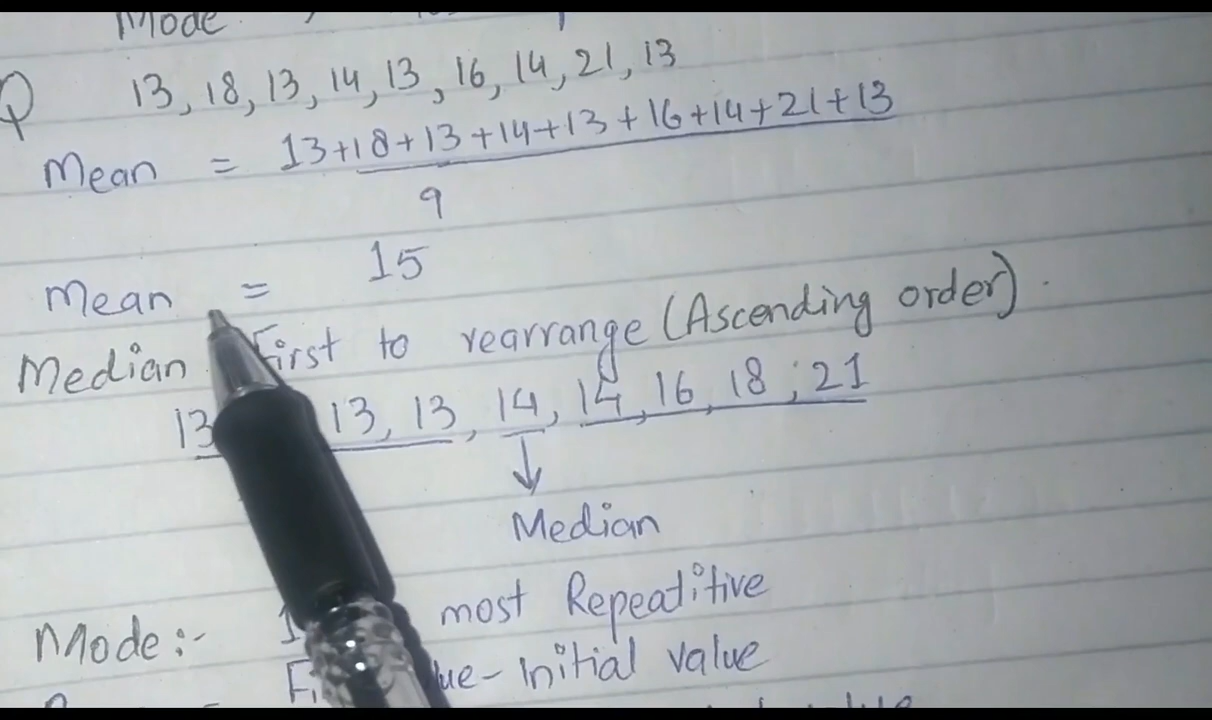 Mode
Q 13, 18, 13, 14, 13, 16, 14, 21, 13
Mean = 13+18+13+14+13+16+14+21+13
9
Mean = 15
Median First to rearrange (Ascending order).
13 13, 13, 14, 14, 16, 18, 21
Median
Mode:- most Repeatitive
Initial value